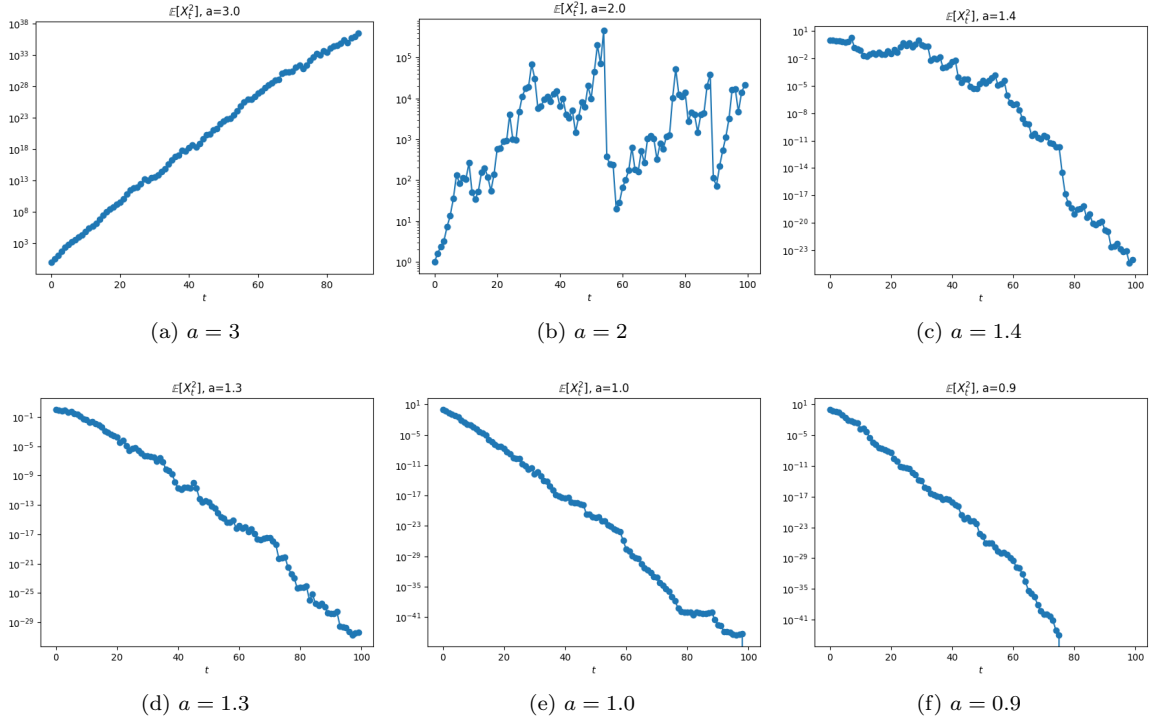 𝔼[X_t^2], a=3.0
10^38
10^33
10^28
10^23
10^18
10^13
10^8
10^3
0 20 40 60 80
t
(a) a = 3
𝔼[X_t^2], a=2.0
10^5
10^4
10^3
10^2
10^1
10^0
0 20 40 60 80 100
t
(b) a = 2
𝔼[X_t^2], a=1.4
10^1
10^-2
10^-5
10^-8
10^-11
10^-14
10^-17
10^-20
10^-23
0 20 40 60 80 100
t
(c) a = 1.4
𝔼[X_t^2], a=1.3
10^-1
10^-5
10^-9
10^-13
10^-17
10^-21
10^-25
10^-29
0 20 40 60 80 100
t
(d) a = 1.3
𝔼[X_t^2], a=1.0
10^1
10^-5
10^-11
10^-17
10^-23
10^-29
10^-35
10^-41
0 20 40 60 80 100
t
(e) a = 1.0
𝔼[X_t^2], a=0.9
10^1
10^-5
10^-11
10^-17
10^-23
10^-29
10^-35
10^-41
0 20 40 60 80 100
t
(f) a = 0.9